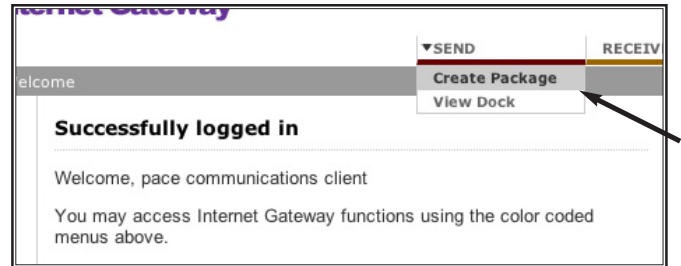 Internet Gateway
▼SEND RECEIV
elcome
Create Package
View Dock
Successfully logged in
Welcome, pace communications client
You may access Internet Gateway functions using the color coded
menus above.